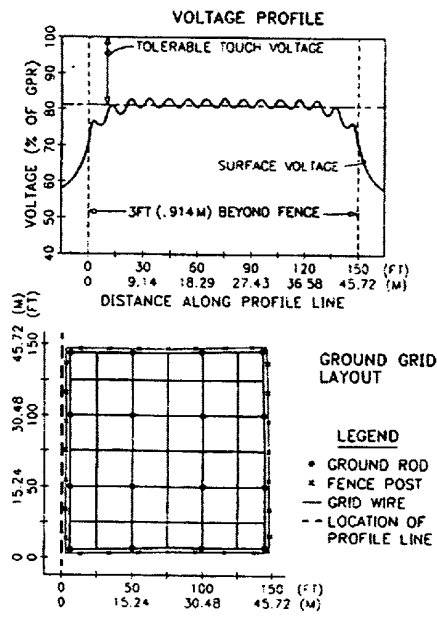 VOLTAGE PROFILE
VOLTAGE (% OF GPR)
100
80
60
50
40
TOLERABLE TOUCH VOLTAGE
SURFACE VOLTAGE
3FT (.914M) BEYOND FENCE
0 30 60 90 120 150 (FT)
0 9.14 18.29 27.43 36 58 45.72 (M)
DISTANCE ALONG PROFILE LINE
(M)
(FT)
45.72
150
30.48
100
15.24
50
0
0
GROUND GRID
LAYOUT
LEGEND
GROUND ROD
FENCE POST
GRID WIRE
LOCATION OF
PROFILE LINE
0 50 100 150 (FT)
0 15.24 30.48 45.72 (M)